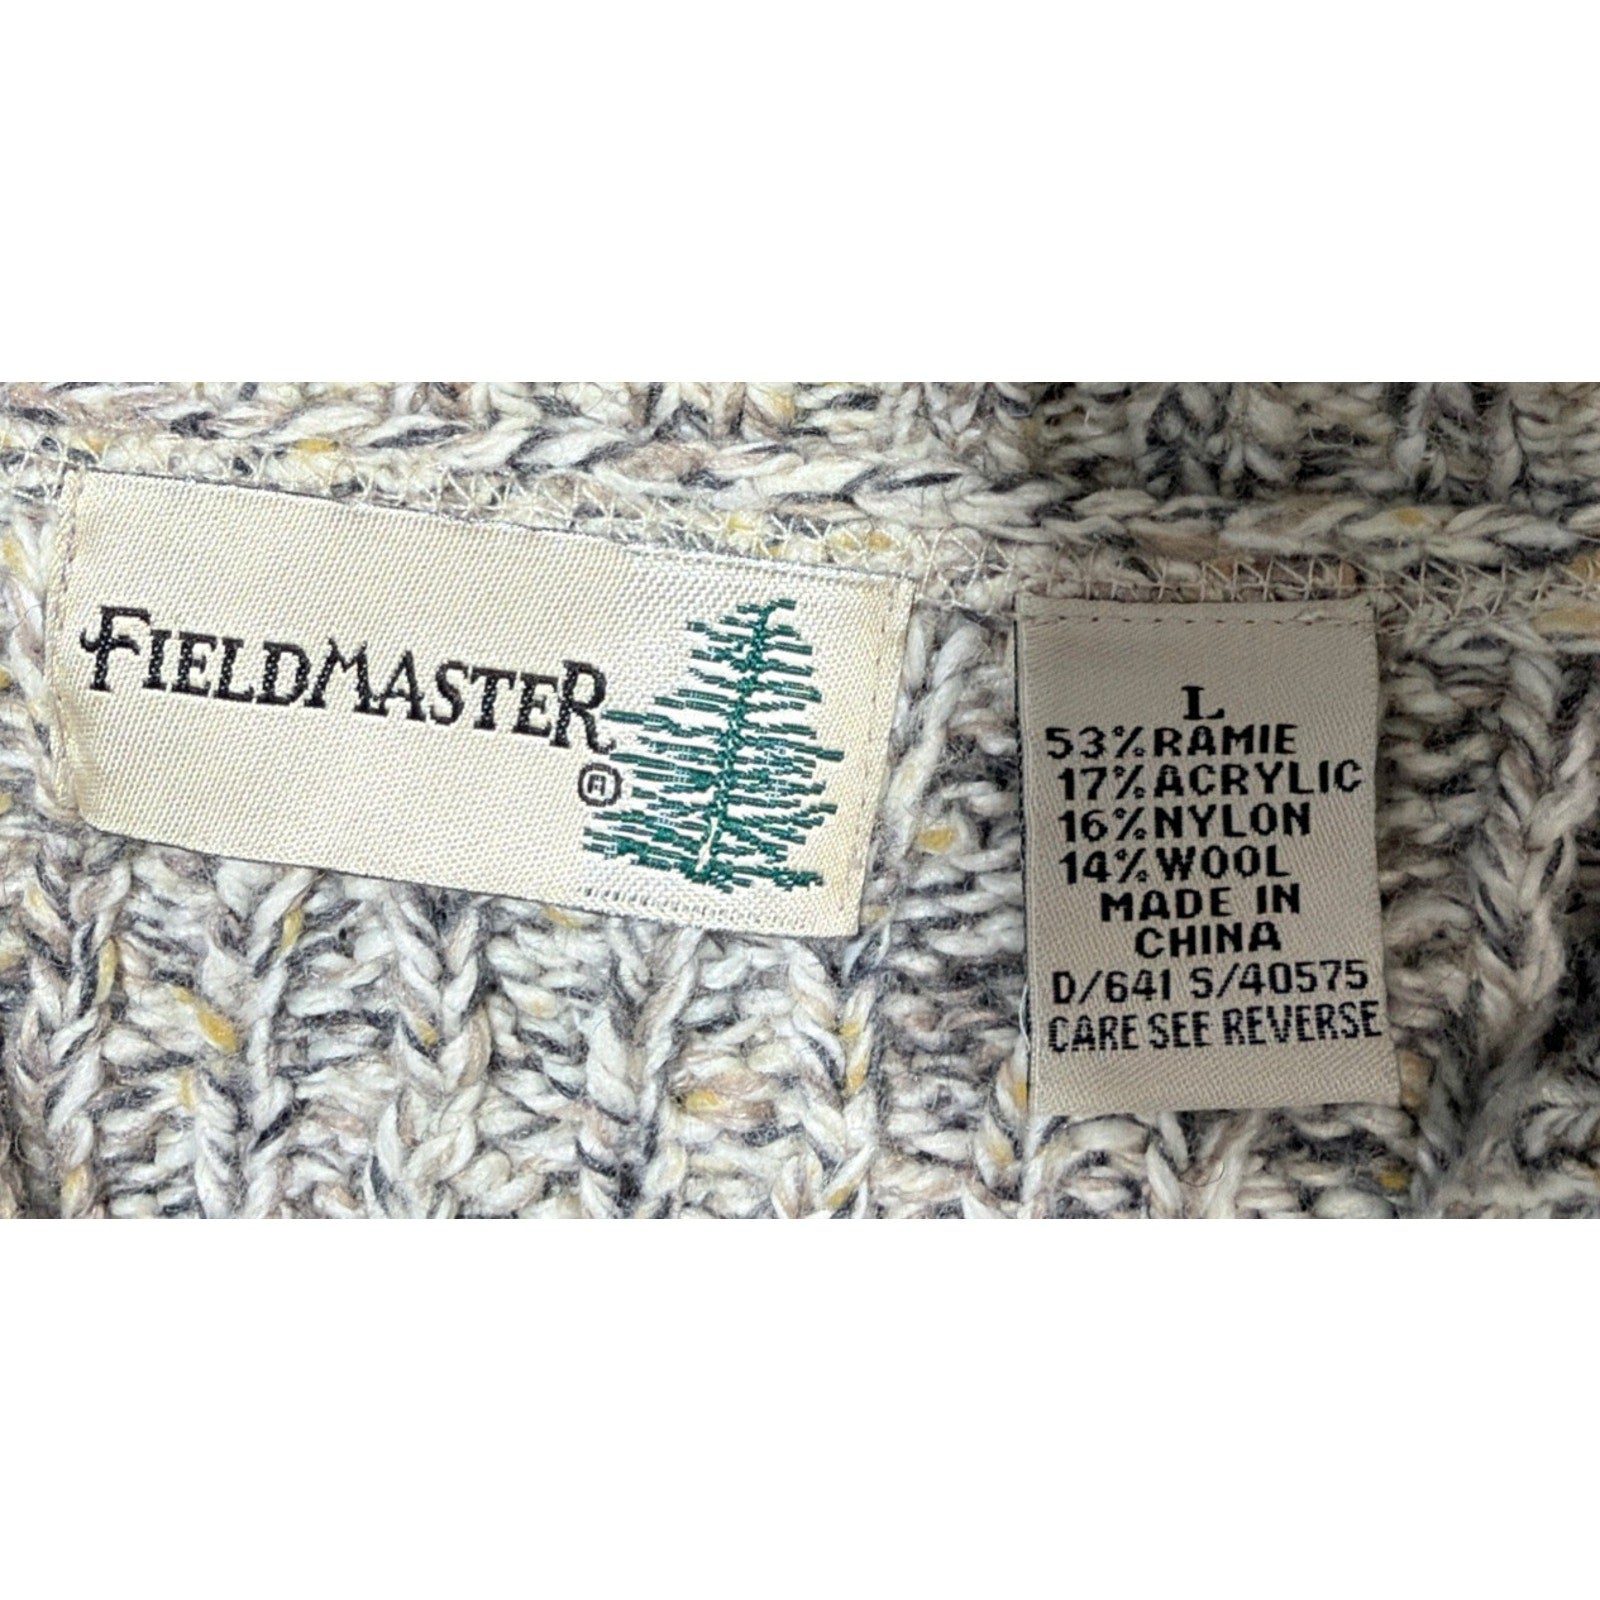 FIELDMASTER
®
L
53% RAMIE
17% ACRYLIC
16% NYLON
14% WOOL
MADE IN
CHINA
D/641 S/40575
CARE SEE REVERSE